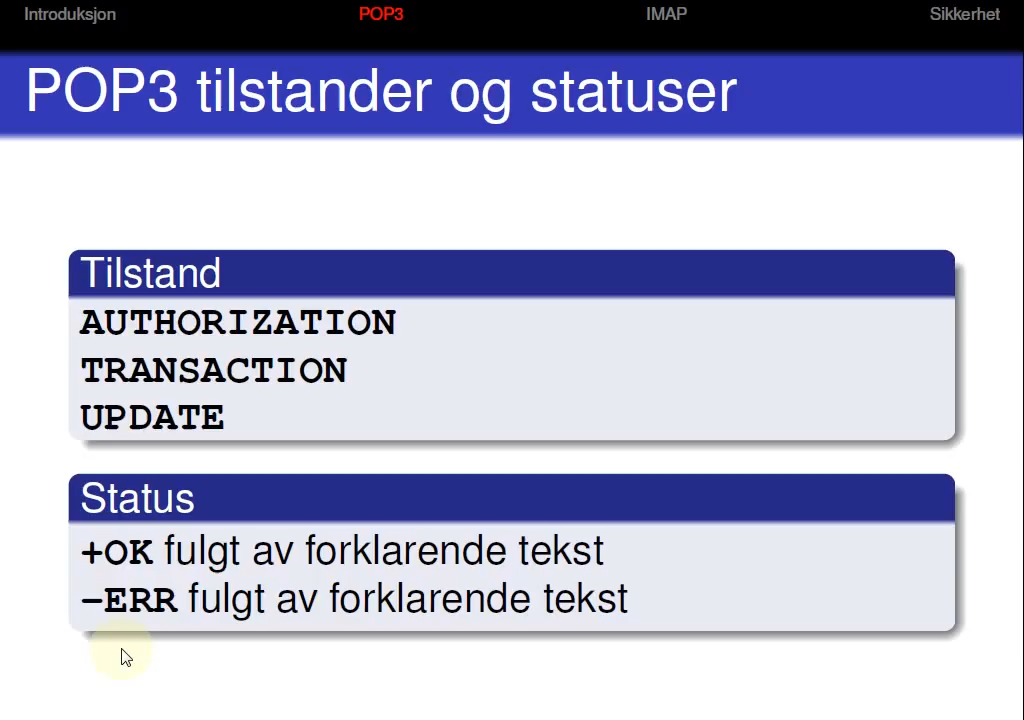 Introduksjon POP3 IMAP Sikkerhet
POP3 tilstander og statuser
Tilstand
AUTHORIZATION
TRANSACTION
UPDATE
Status
+OK fulgt av forklarende tekst
−ERR fulgt av forklarende tekst